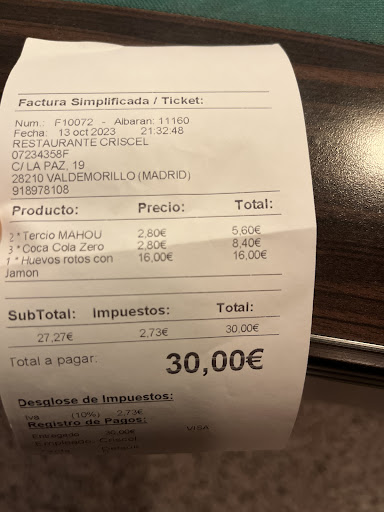 Factura Simplificada / Ticket:
Num.: F10072 - Albaran: 11160
Fecha: 13 oct 2023 21:32:48
RESTAURANTE CRISCEL
07234358F
C/ LA PAZ, 19
28210 VALDEMORILLO (MADRID)
918978108
Producto: Precio: Total:
2 * Tercio MAHOU 2,80€ 5,60€
3 * Coca Cola Zero 2,80€ 8,40€
1 * Huevos rotos con 16,00€ 16,00€
Jamon
SubTotal: Impuestos: Total:
27,27€ 2,73€ 30,00€
Total a pagar: 30,00€
Desglose de Impuestos:
Iva (10%) 2,73€
Registro de Pagos:
Entregado 30,00€ VISA
Criscel